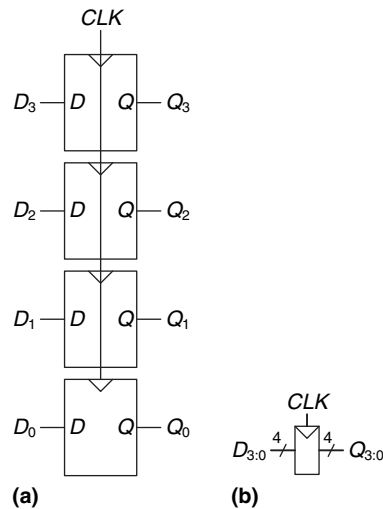 CLK
D3 D Q Q3
D2 D Q Q2
D1 D Q Q1
D0 D Q Q0
(a)
CLK
D3:0 4 4 Q3:0
(b)